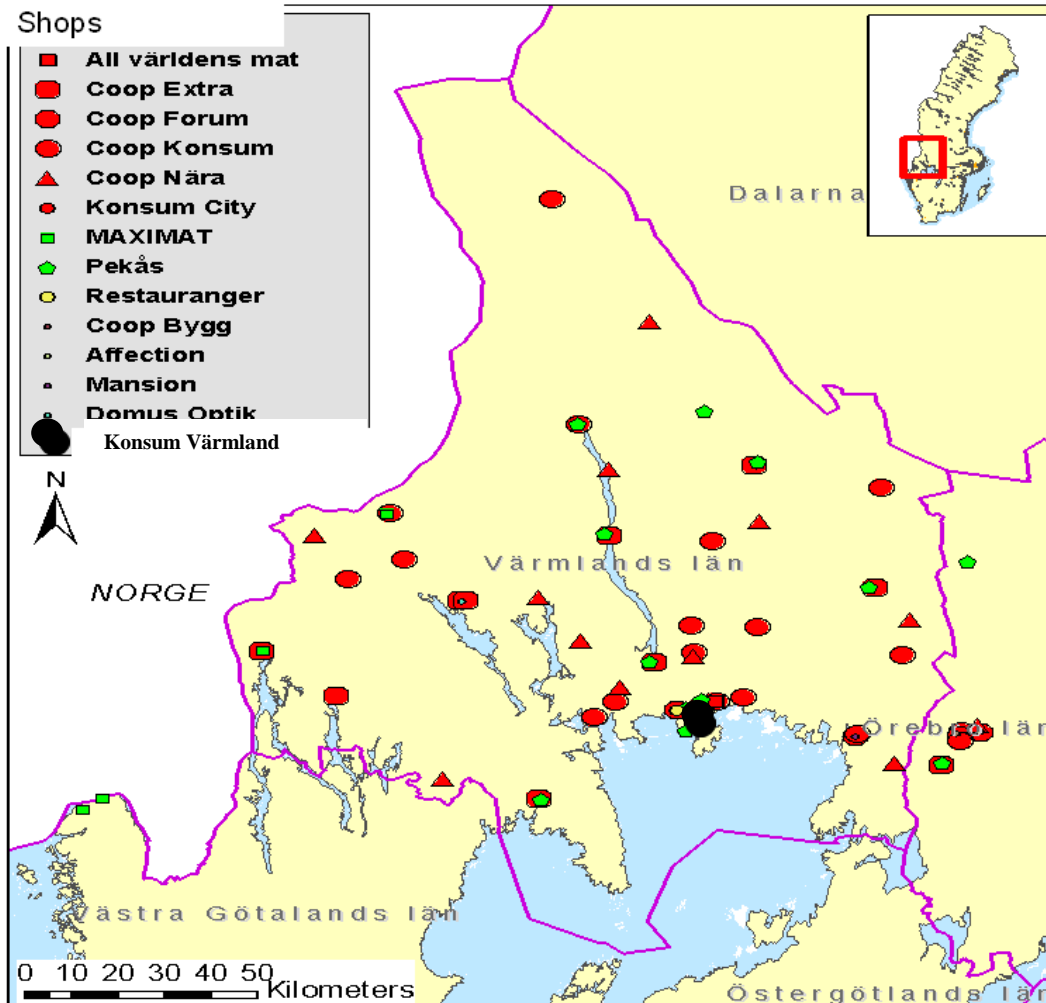 Shops
All världens mat
Coop Extra
Coop Forum
Coop Konsum
Coop Nära
Konsum City
MAXIMAT
Pekås
Restauranger
Coop Bygg
Affection
Mansion
Domus Optik
Konsum Värmland
N
NORGE
Dalarna
Värmlands län
Örebro län
Västra Götalands län
0 10 20 30 40 50
Kilometers
Östergötlands län